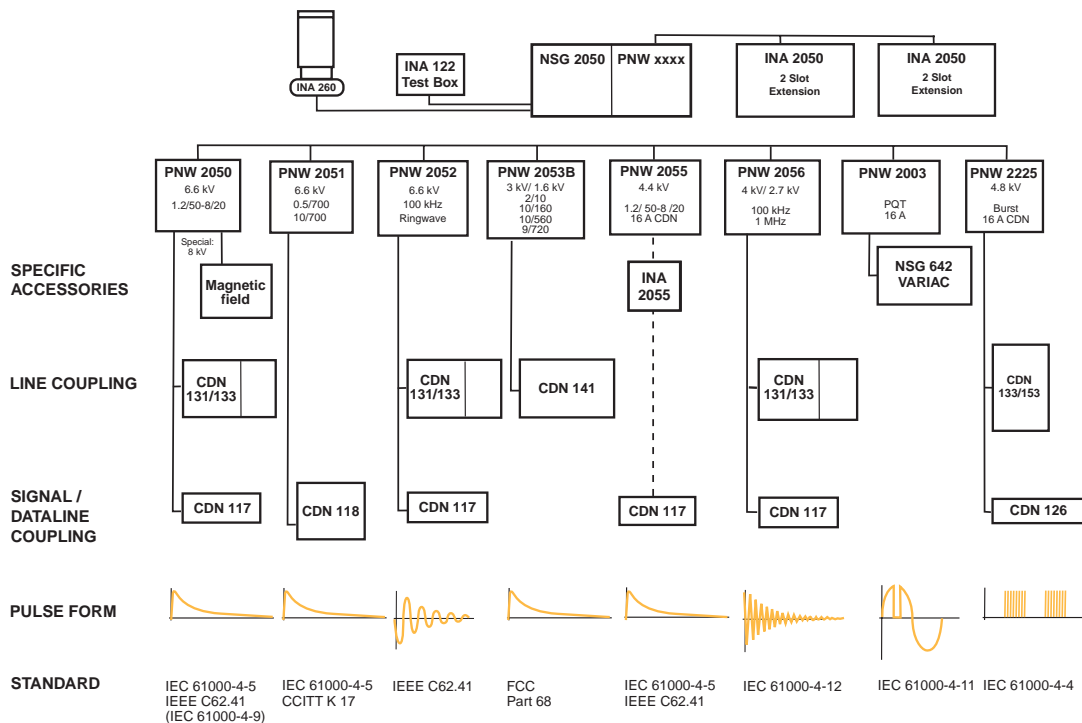 INA 260
INA 122
Test Box
NSG 2050
PNW xxxx
INA 2050
2 Slot
Extension
INA 2050
2 Slot
Extension
PNW 2050
6.6 kV
1.2/50-8/20
PNW 2051
6.6 kV
0.5/700
10/700
PNW 2052
6.6 kV
100 kHz
Ringwave
PNW 2053B
3 kV/ 1.6 kV
2/10
10/160
10/560
9/720
PNW 2055
4.4 kV
1.2/ 50-8 /20
16 A CDN
PNW 2056
4 kV/ 2.7 kV
100 kHz
1 MHz
PNW 2003
PQT
16 A
PNW 2225
4.8 kV
Burst
16 A CDN
Special:
8 kV
SPECIFIC
ACCESSORIES
Magnetic
field
INA
2055
NSG 642
VARIAC
LINE COUPLING
CDN
131/133
CDN
131/133
CDN 141
CDN
131/133
CDN
133/153
SIGNAL /
DATALINE
COUPLING
CDN 117
CDN 118
CDN 117
CDN 117
CDN 117
CDN 126
PULSE FORM
STANDARD
IEC 61000-4-5
IEEE C62.41
(IEC 61000-4-9)
IEC 61000-4-5
CCITT K 17
IEEE C62.41
FCC
Part 68
IEC 61000-4-5
IEEE C62.41
IEC 61000-4-12
IEC 61000-4-11
IEC 61000-4-4